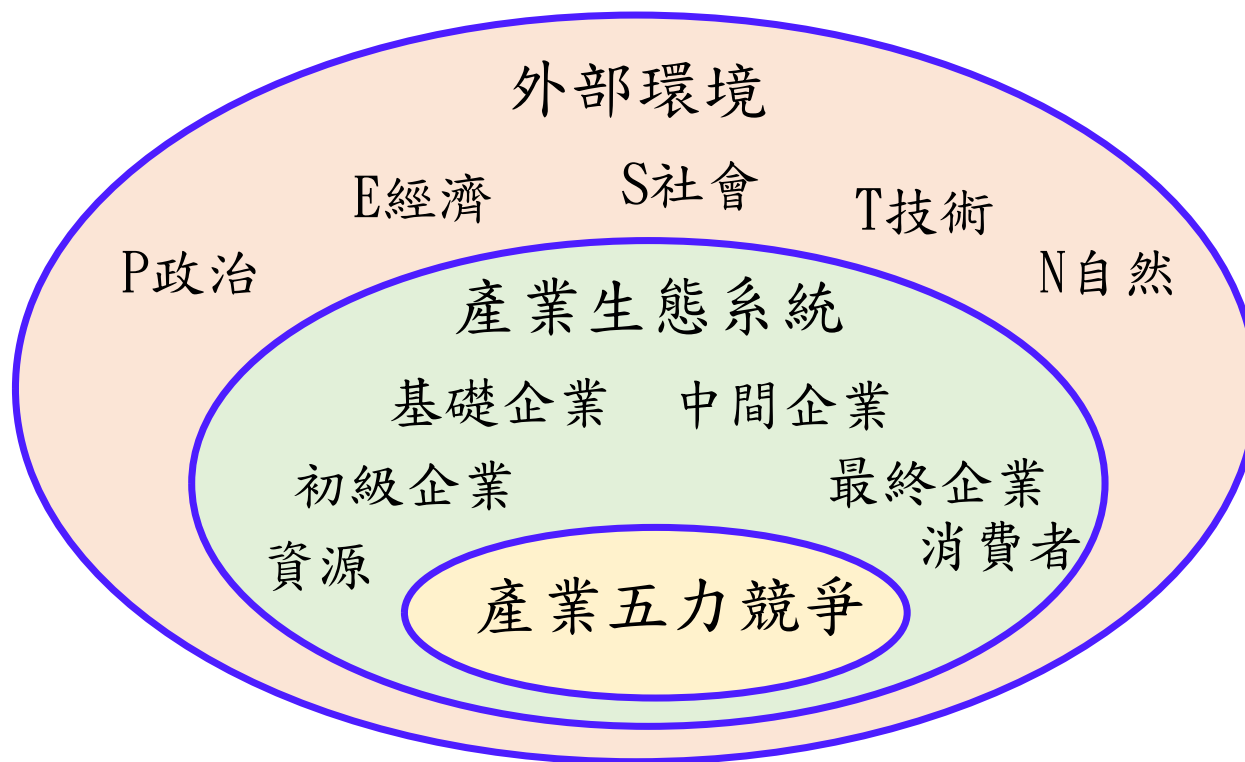 外部環境
P政治
E經濟
S社會
T技術
N自然
產業生態系統
基礎企業
中間企業
初級企業
最終企業
資源
消費者
產業五力競爭